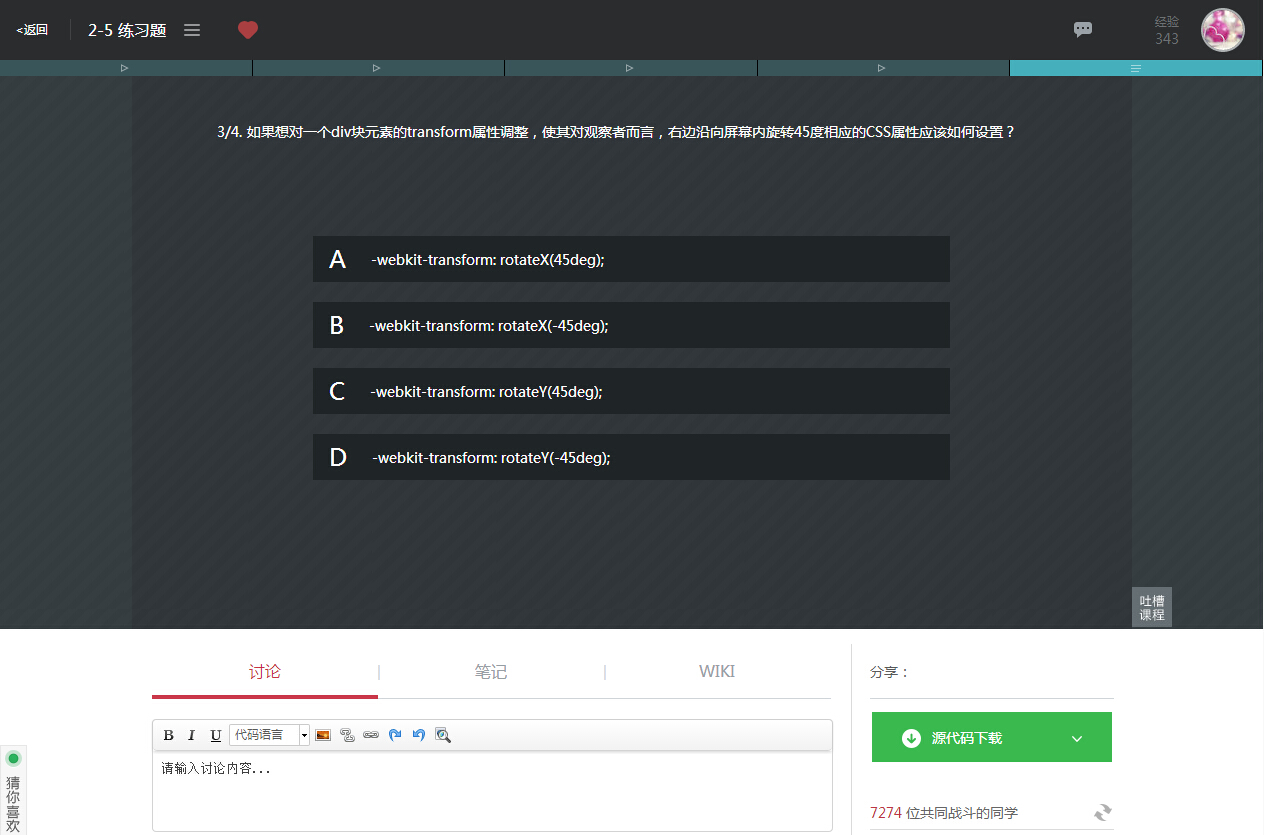 <返回
2-5 练习题
经验
343
3/4. 如果想对一个div块元素的transform属性调整，使其对观察者而言，右边沿向屏幕内旋转45度相应的CSS属性应该如何设置？
A -webkit-transform: rotateX(45deg);
B -webkit-transform: rotateX(-45deg);
C -webkit-transform: rotateY(45deg);
D -webkit-transform: rotateY(-45deg);
吐槽
课程
讨论 | 笔记 | WIKI
分享：
B I U 代码语言
请输入讨论内容...
源代码下载
7274 位共同战斗的同学
猜你喜欢